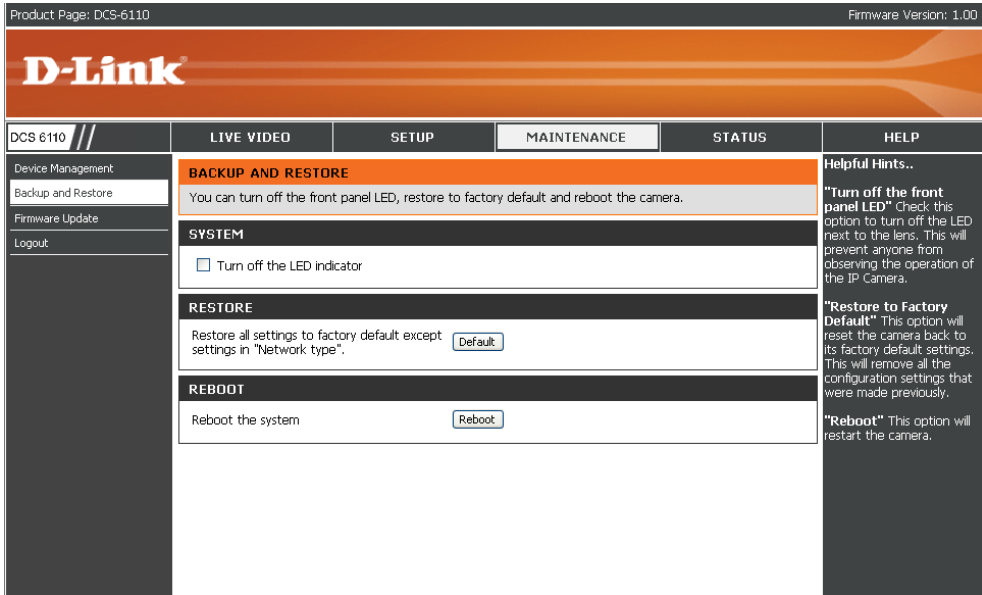 Product Page: DCS-6110
Firmware Version: 1.00
D-Link
DCS 6110
LIVE VIDEO
SETUP
MAINTENANCE
STATUS
HELP
Device Management
Backup and Restore
Firmware Update
Logout
BACKUP AND RESTORE
You can turn off the front panel LED, restore to factory default and reboot the camera.
SYSTEM
Turn off the LED indicator
RESTORE
Restore all settings to factory default except
settings in "Network type".
Default
REBOOT
Reboot the system
Reboot
Helpful Hints..
"Turn off the front
panel LED" Check this
option to turn off the LED
next to the lens. This will
prevent anyone from
observing the operation of
the IP Camera.
"Restore to Factory
Default" This option will
reset the camera back to
its factory default settings.
This will remove all the
configuration settings that
were made previously.
"Reboot" This option will
restart the camera.